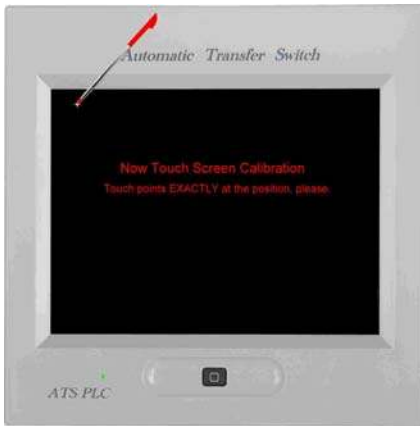 Automatic Transfer Switch
Now Touch Screen Calibration
Touch points EXACTLY at the position, please.
ATS PLC